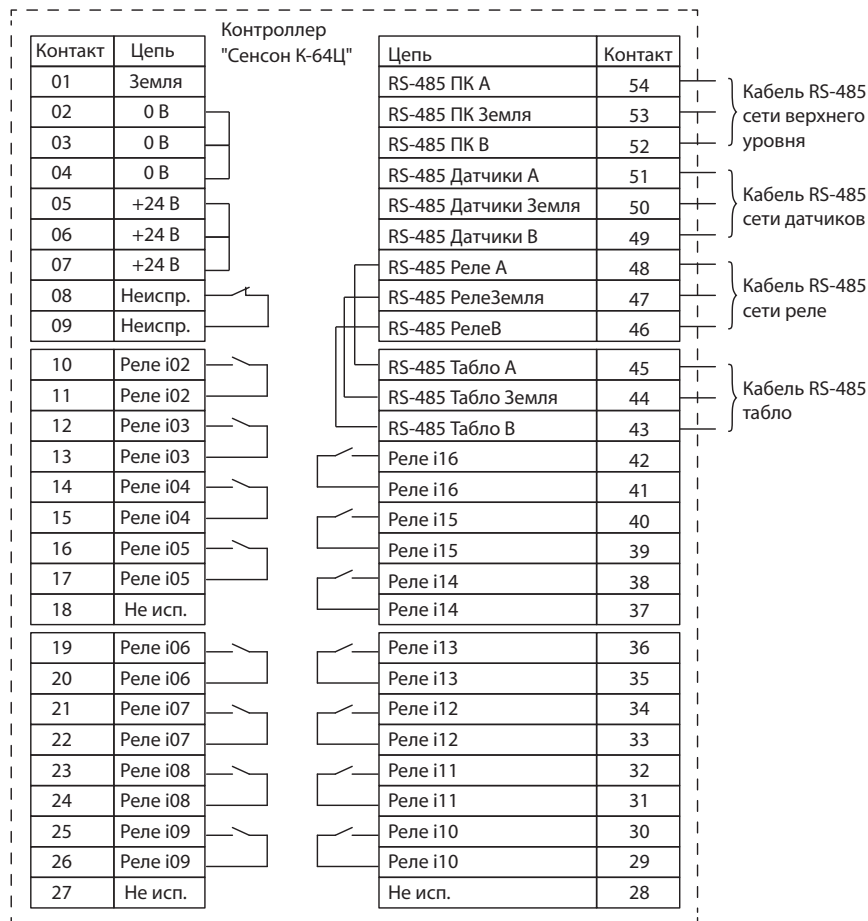 Контроллер
"Сенсон К-64Ц"
Контакт Цепь
01 Земля
02 0 В
03 0 В
04 0 В
05 +24 В
06 +24 В
07 +24 В
08 Неиспр.
09 Неиспр.
10 Реле i02
11 Реле i02
12 Реле i03
13 Реле i03
14 Реле i04
15 Реле i04
16 Реле i05
17 Реле i05
18 Не исп.
19 Реле i06
20 Реле i06
21 Реле i07
22 Реле i07
23 Реле i08
24 Реле i08
25 Реле i09
26 Реле i09
27 Не исп.
Цепь Контакт
RS-485 ПК А 54
RS-485 ПК Земля 53
RS-485 ПК В 52
RS-485 Датчики А 51
RS-485 Датчики Земля 50
RS-485 Датчики В 49
RS-485 Реле А 48
RS-485 РелеЗемля 47
RS-485 РелеВ 46
RS-485 Табло А 45
RS-485 Табло Земля 44
RS-485 Табло В 43
Реле i16 42
Реле i16 41
Реле i15 40
Реле i15 39
Реле i14 38
Реле i14 37
Реле i13 36
Реле i13 35
Реле i12 34
Реле i12 33
Реле i11 32
Реле i11 31
Реле i10 30
Реле i10 29
Не исп. 28
Кабель RS-485
сети верхнего
уровня
Кабель RS-485
сети датчиков
Кабель RS-485
сети реле
Кабель RS-485
табло